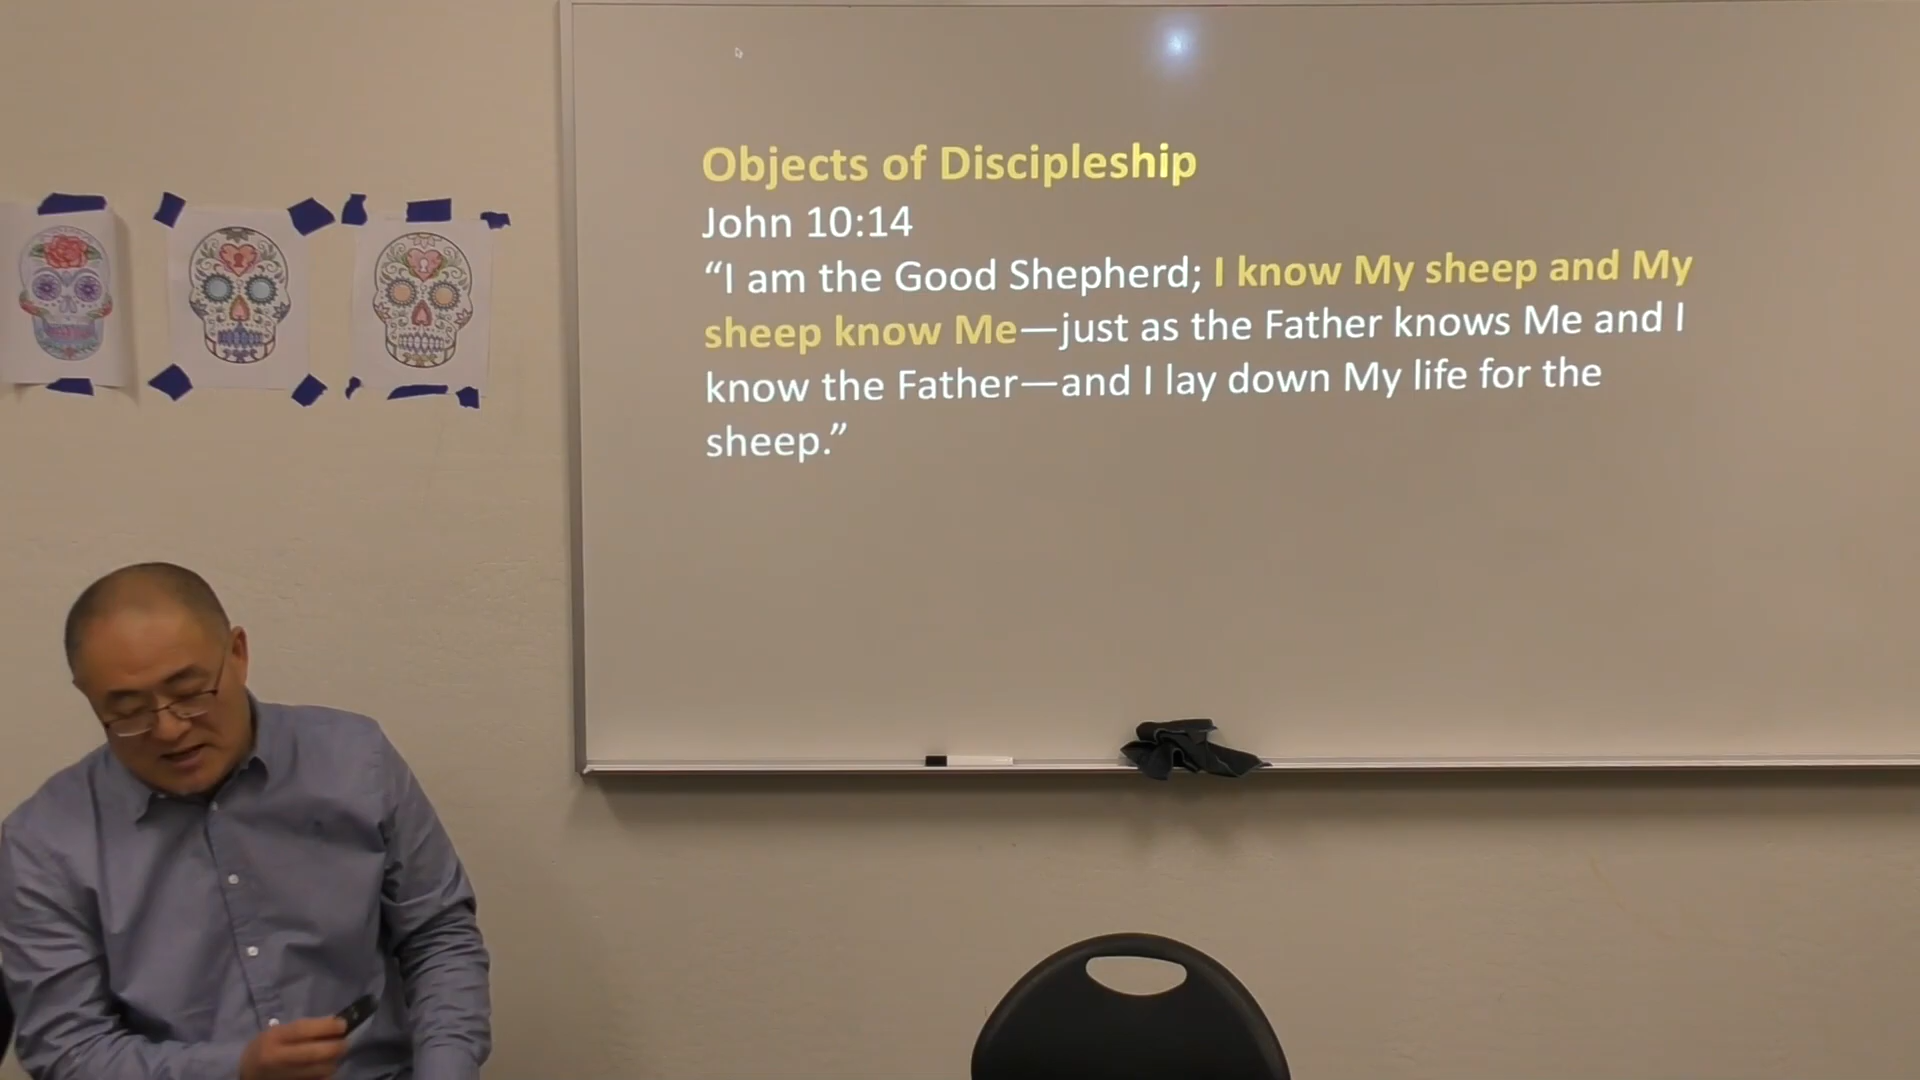 Objects of Discipleship
John 10:14
“I am the Good Shepherd; I know My sheep and My
sheep know Me—just as the Father knows Me and I
know the Father—and I lay down My life for the
sheep.”